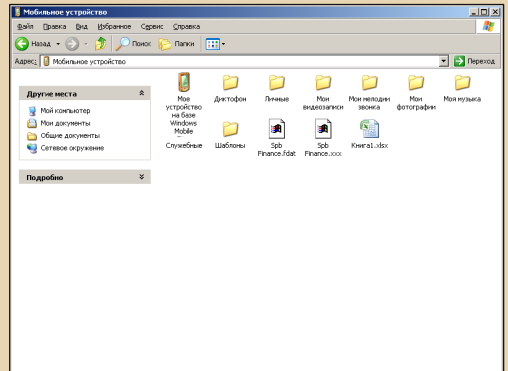 Мобильное устройство
Файл Правка Вид Избранное Сервис Справка
Назад Поиск Папки
Адрес: Мобильное устройство Переход
Другие места
Мой компьютер
Мои документы
Общие документы
Сетевое окружение
Подробно
Мое устройство на базе Windows Mobile
Диктофон
Личные
Мои видеозаписи
Мои мелодии звонка
Мои фотографии
Моя музыка
Служебные
Шаблоны
Spb Finance.fdat
Spb Finance.xxx
Книга1.xlsx